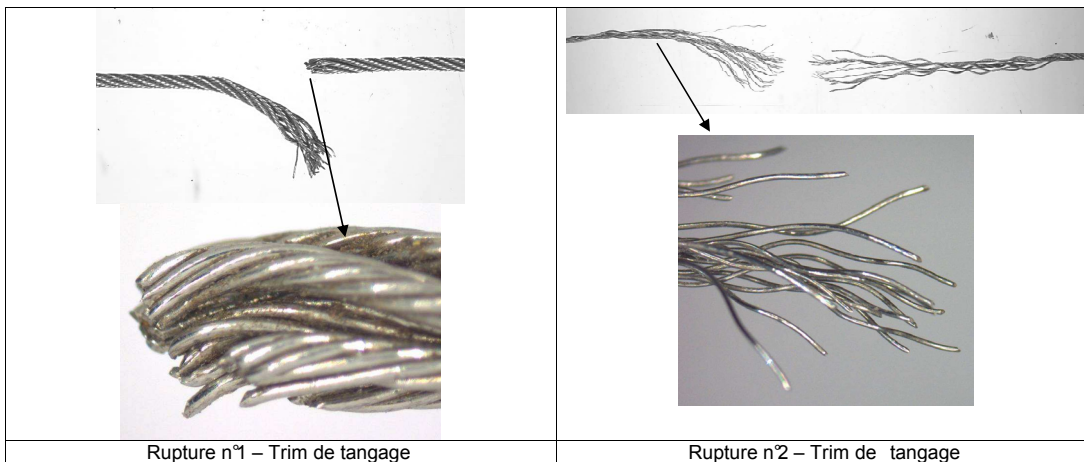 Rupture n°1 – Trim de tangage
Rupture n°2 – Trim de tangage